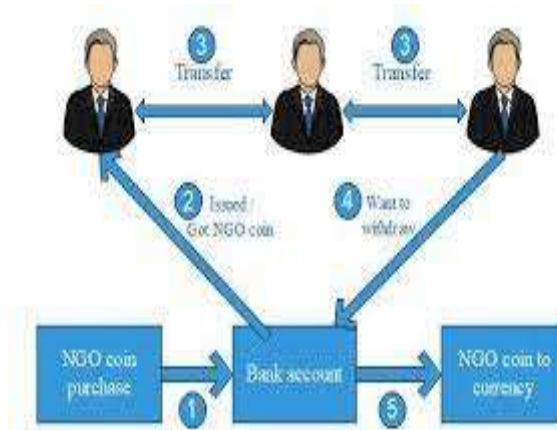 3
3
Transfer
Transfer
2
Issued /
Got NGO coin
4
Want to
withdraw
NGO coin
purchase
Bank account
NGO coin to
currency
1
5